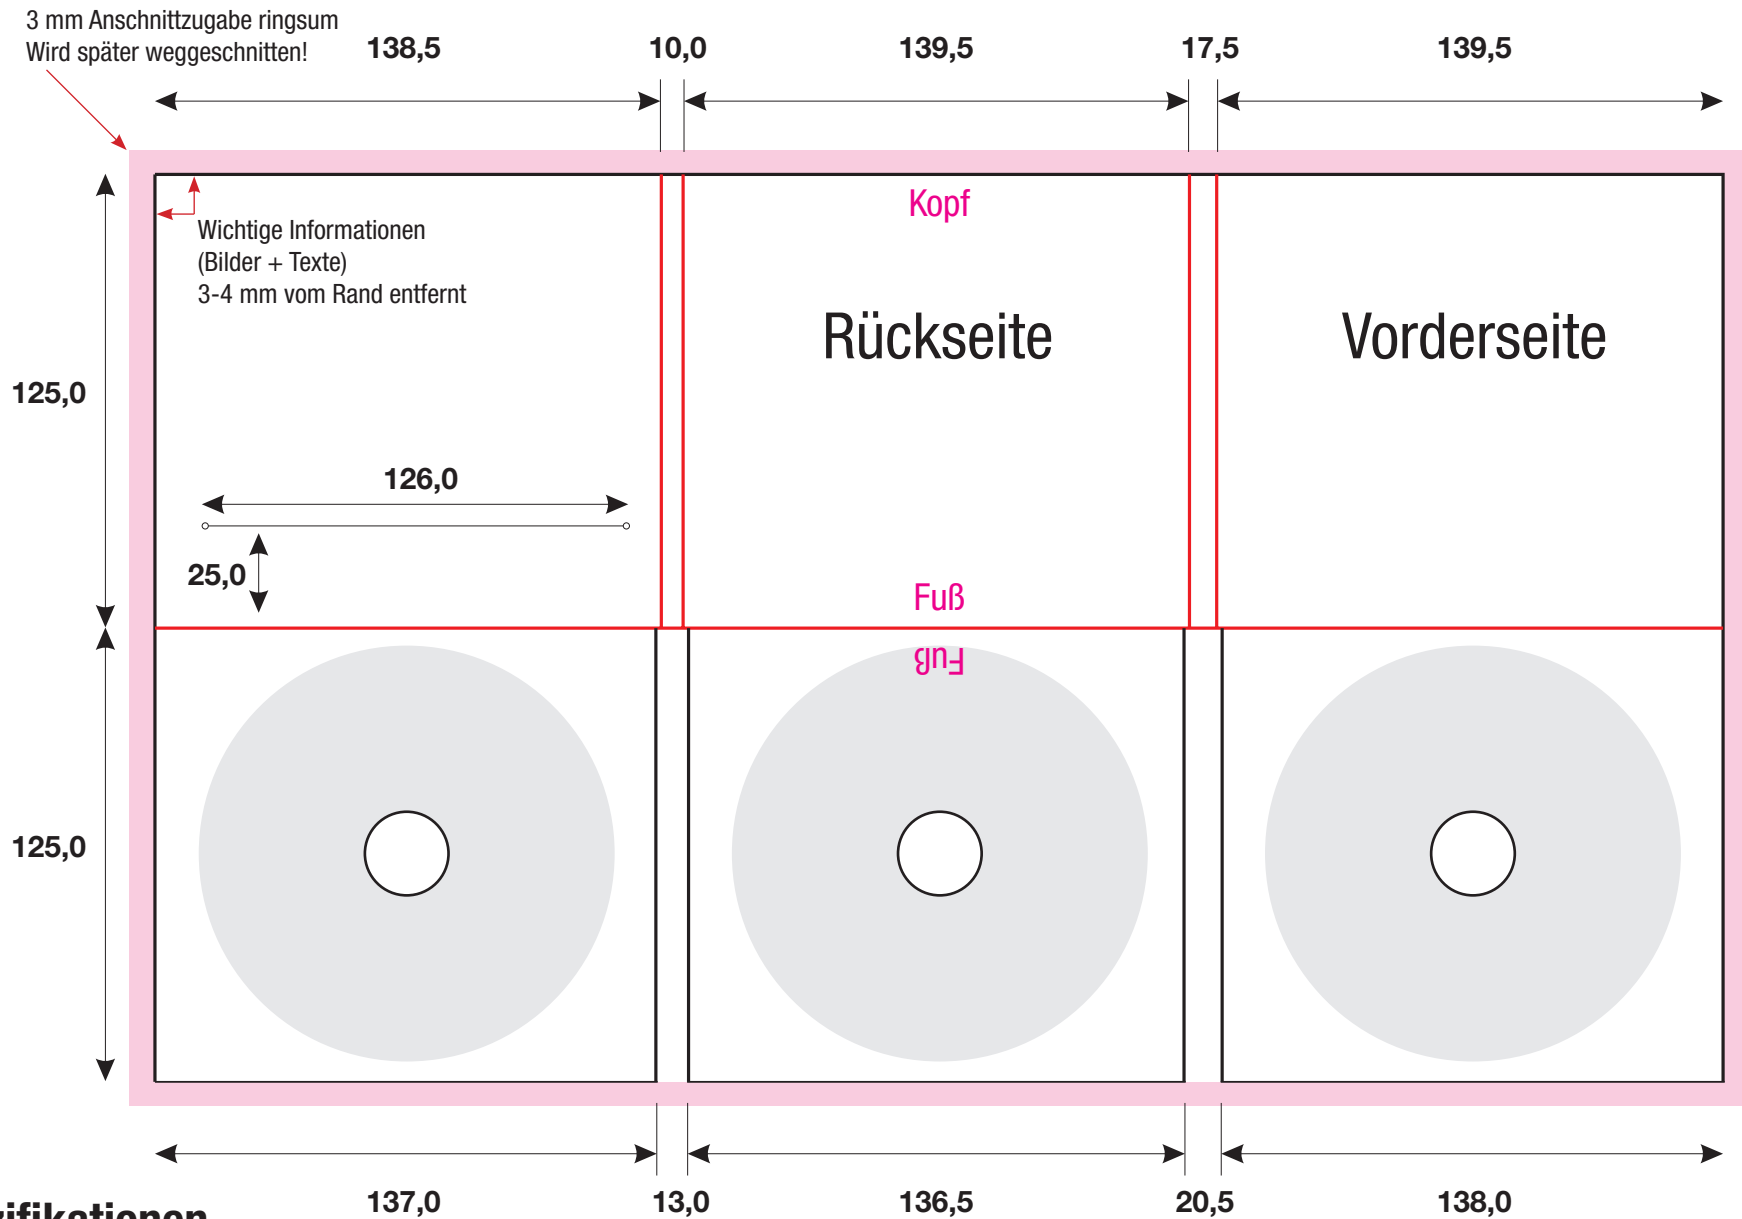 3 mm Anschnittzugabe ringsum
Wird später weggeschnitten!
138,5
10,0
139,5
17,5
139,5
Kopf
Wichtige Informationen
(Bilder + Texte)
3-4 mm vom Rand entfernt
Rückseite
Vorderseite
125,0
126,0
25,0
Fuß
Fuß
125,0
137,0
13,0
136,5
20,5
138,0